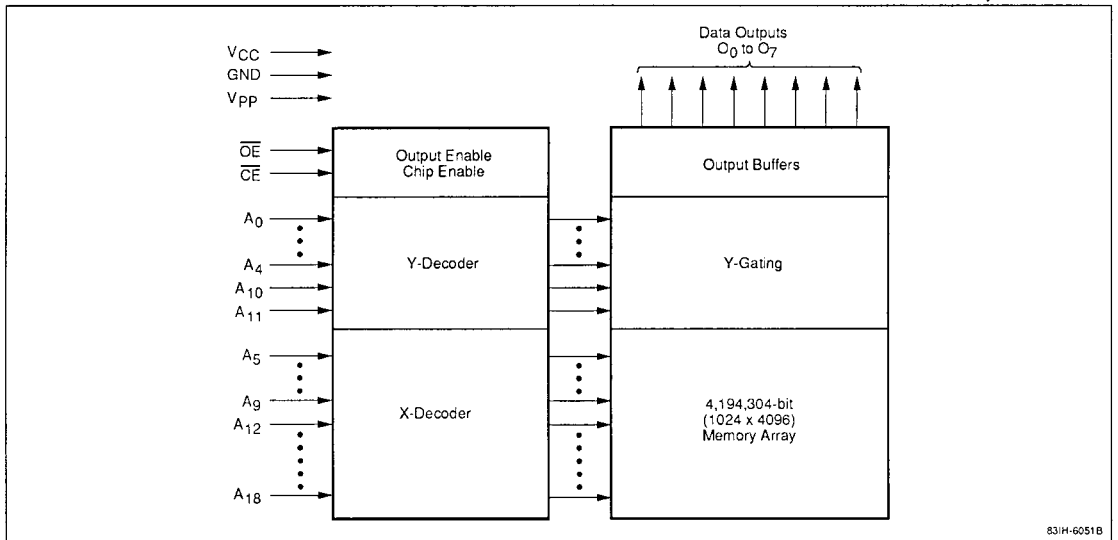 VCC
GND
VPP
OE
CE
A0
A4
A10
A11
A5
A9
A12
A18
Output Enable
Chip Enable
Y-Decoder
X-Decoder
Data Outputs
O0 to O7
Output Buffers
Y-Gating
4,194,304-bit
(1024 x 4096)
Memory Array
83IH-6051B